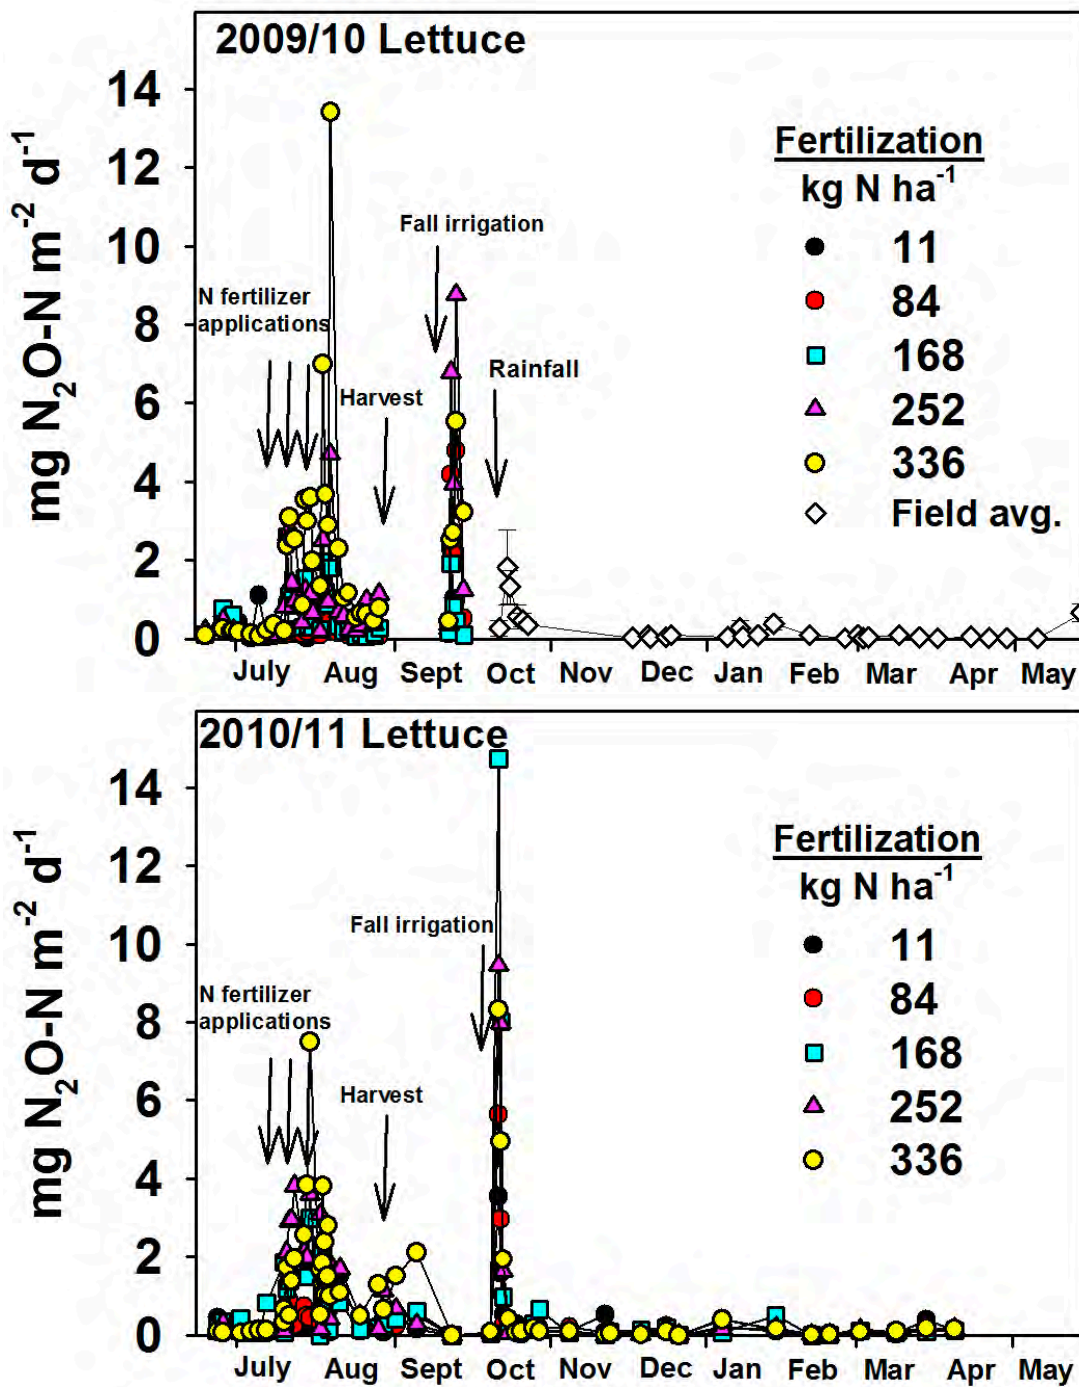 2009/10 Lettuce
14
12
10
8
6
4
2
0
mg N₂O-N m⁻² d⁻¹
N fertilizer
applications
Harvest
Fall irrigation
Rainfall
Fertilization
kg N ha⁻¹
11
84
168
252
336
Field avg.
July Aug Sept Oct Nov Dec Jan Feb Mar Apr May
2010/11 Lettuce
14
12
10
8
6
4
2
0
mg N₂O-N m⁻² d⁻¹
N fertilizer
applications
Harvest
Fall irrigation
Fertilization
kg N ha⁻¹
11
84
168
252
336
July Aug Sept Oct Nov Dec Jan Feb Mar Apr May